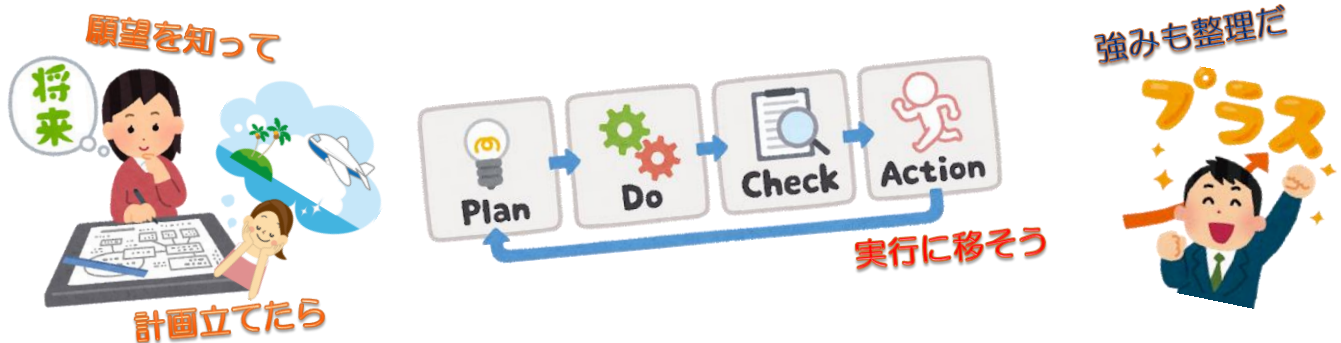 願望を知って
将来
計画立てたら
Plan
Do
Check
Action
実行に移そう
強みも整理だ
プラス